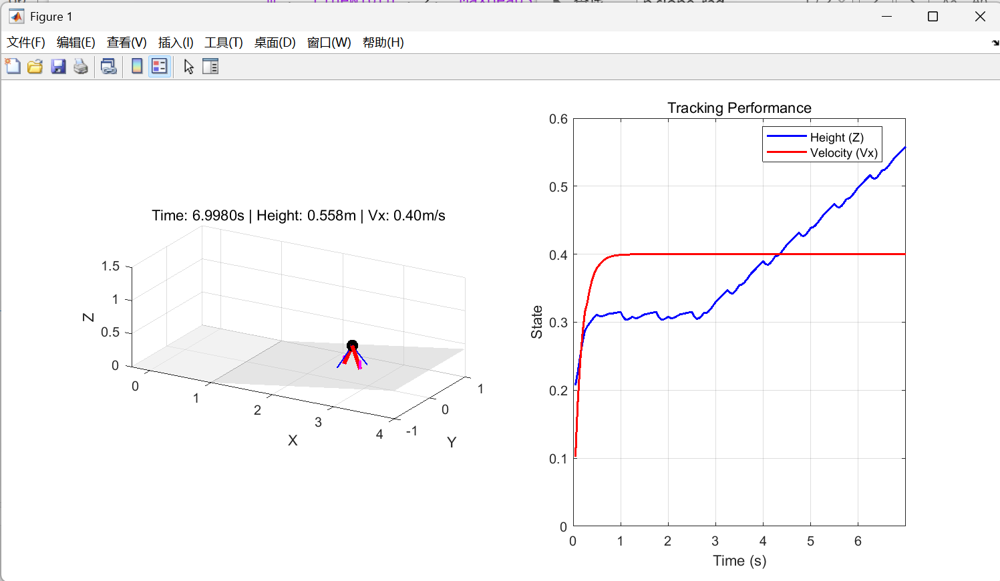 Figure 1
文件(F) 编辑(E) 查看(V) 插入(I) 工具(T) 桌面(D) 窗口(W) 帮助(H)
Time: 6.9980s | Height: 0.558m | Vx: 0.40m/s
1.5
1
0.5
0
Z
0
1
2
3
4
X
-1
0
1
Y
Tracking Performance
Height (Z)
Velocity (Vx)
0.6
0.5
0.4
0.3
0.2
0.1
0
State
0 1 2 3 4 5 6
Time (s)